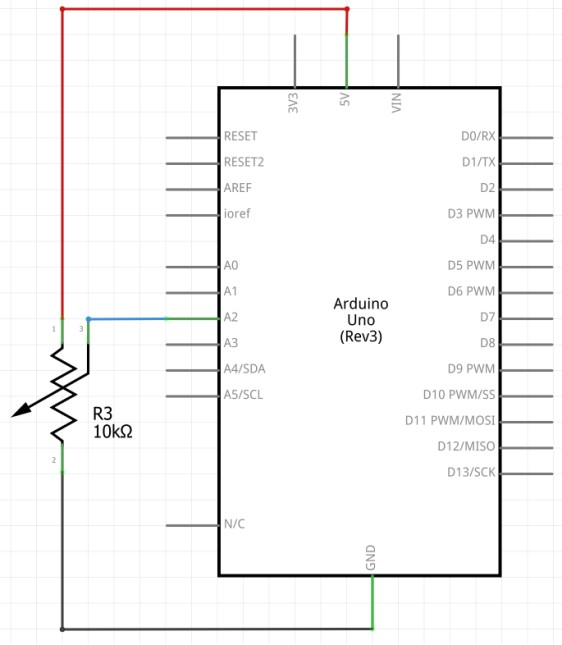 3V3
5V
VIN
RESET
RESET2
AREF
ioref
A0
A1
A2
A3
A4/SDA
A5/SCL
N/C
D0/RX
D1/TX
D2
D3 PWM
D4
D5 PWM
D6 PWM
D7
D8
D9 PWM
D10 PWM/SS
D11 PWM/MOSI
D12/MISO
D13/SCK
Arduino
Uno
(Rev3)
GND
1
3
R3
10kΩ
2